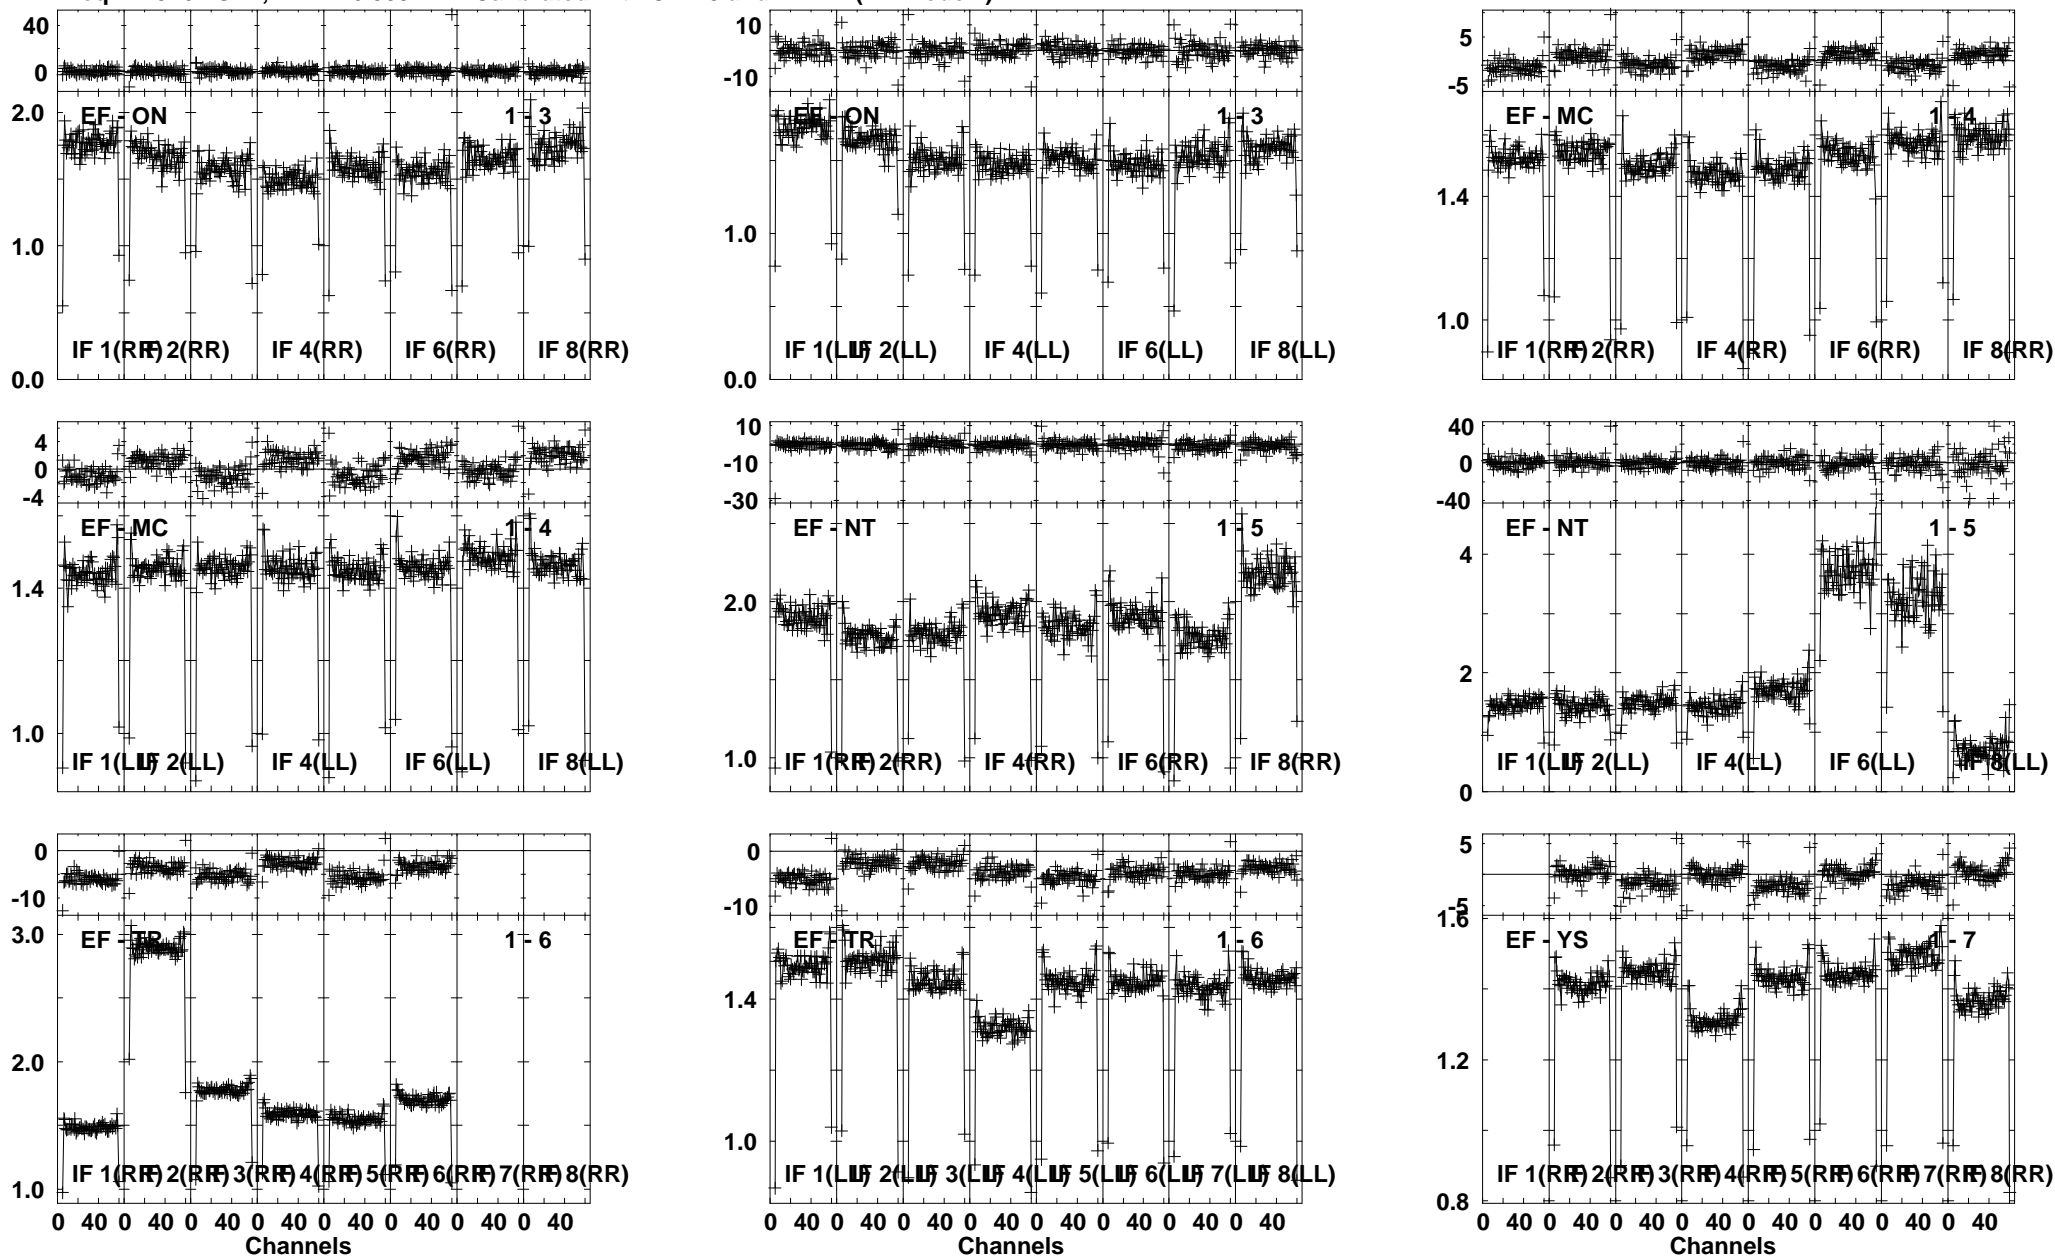 40
0
2.0
1.0
0.0
EF - ON 1 - 3
IF 1(RR) IF 2(RR) IF 4(RR) IF 6(RR) IF 8(RR)
10
-10
1.0
0.0
EF - ON 1 - 3
IF 1(LL) IF 2(LL) IF 4(LL) IF 6(LL) IF 8(LL)
5
-5
1.4
1.0
EF - MC 1 - 4
IF 1(RR) IF 2(RR) IF 4(RR) IF 6(RR) IF 8(RR)
4
0
-4
1.4
1.0
EF - MC 1 - 4
IF 1(LL) IF 2(LL) IF 4(LL) IF 6(LL) IF 8(LL)
10
-10
-30
2.0
1.0
EF - NT 1 - 5
IF 1(RR) IF 2(RR) IF 4(RR) IF 6(RR) IF 8(RR)
40
0
-40
4
2
0
EF - NT 1 - 5
IF 1(LL) IF 2(LL) IF 4(LL) IF 6(LL) IF 8(LL)
0
-10
3.0
2.0
1.0
EF - TR 1 - 6
IF 1(RR) IF 2(RR) IF 3(RR) IF 4(RR) IF 5(RR) IF 6(RR) IF 7(RR) IF 8(RR)
0 40 0 40 0 40 0 40 0 40 0 40 0 40 0 40
Channels
0
-10
1.4
1.0
EF - TR 1 - 6
IF 1(LL) IF 2(LL) IF 3(LL) IF 4(LL) IF 5(LL) IF 6(LL) IF 7(LL) IF 8(LL)
0 40 0 40 0 40 0 40 0 40 0 40 0 40 0 40
Channels
5
-5
1.6
1.2
0.8
EF - YS 1 - 7
IF 1(RR) IF 2(RR) IF 3(RR) IF 4(RR) IF 5(RR) IF 6(RR) IF 7(RR) IF 8(RR)
0 40 0 40 0 40 0 40 0 40 0 40 0 40 0 40
Channels